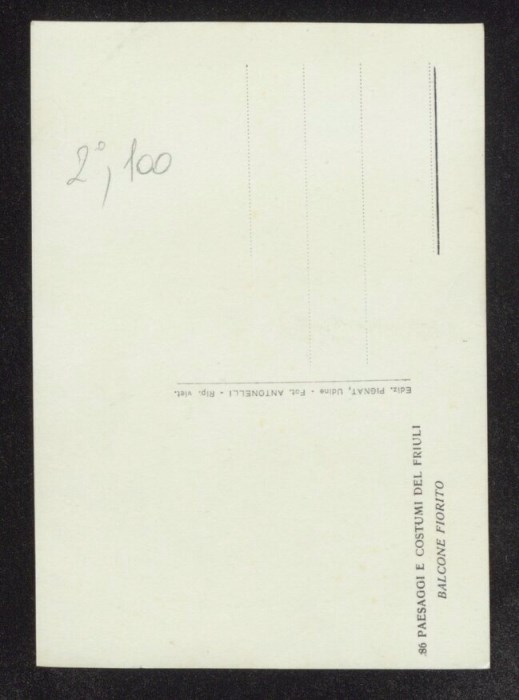 2°, 100
Ediz. PIGNAT, Udine - Fot. ANTONELLI - Rip. viet.
86 PAESAGGI E COSTUMI DEL FRIULI
BALCONE FIORITO